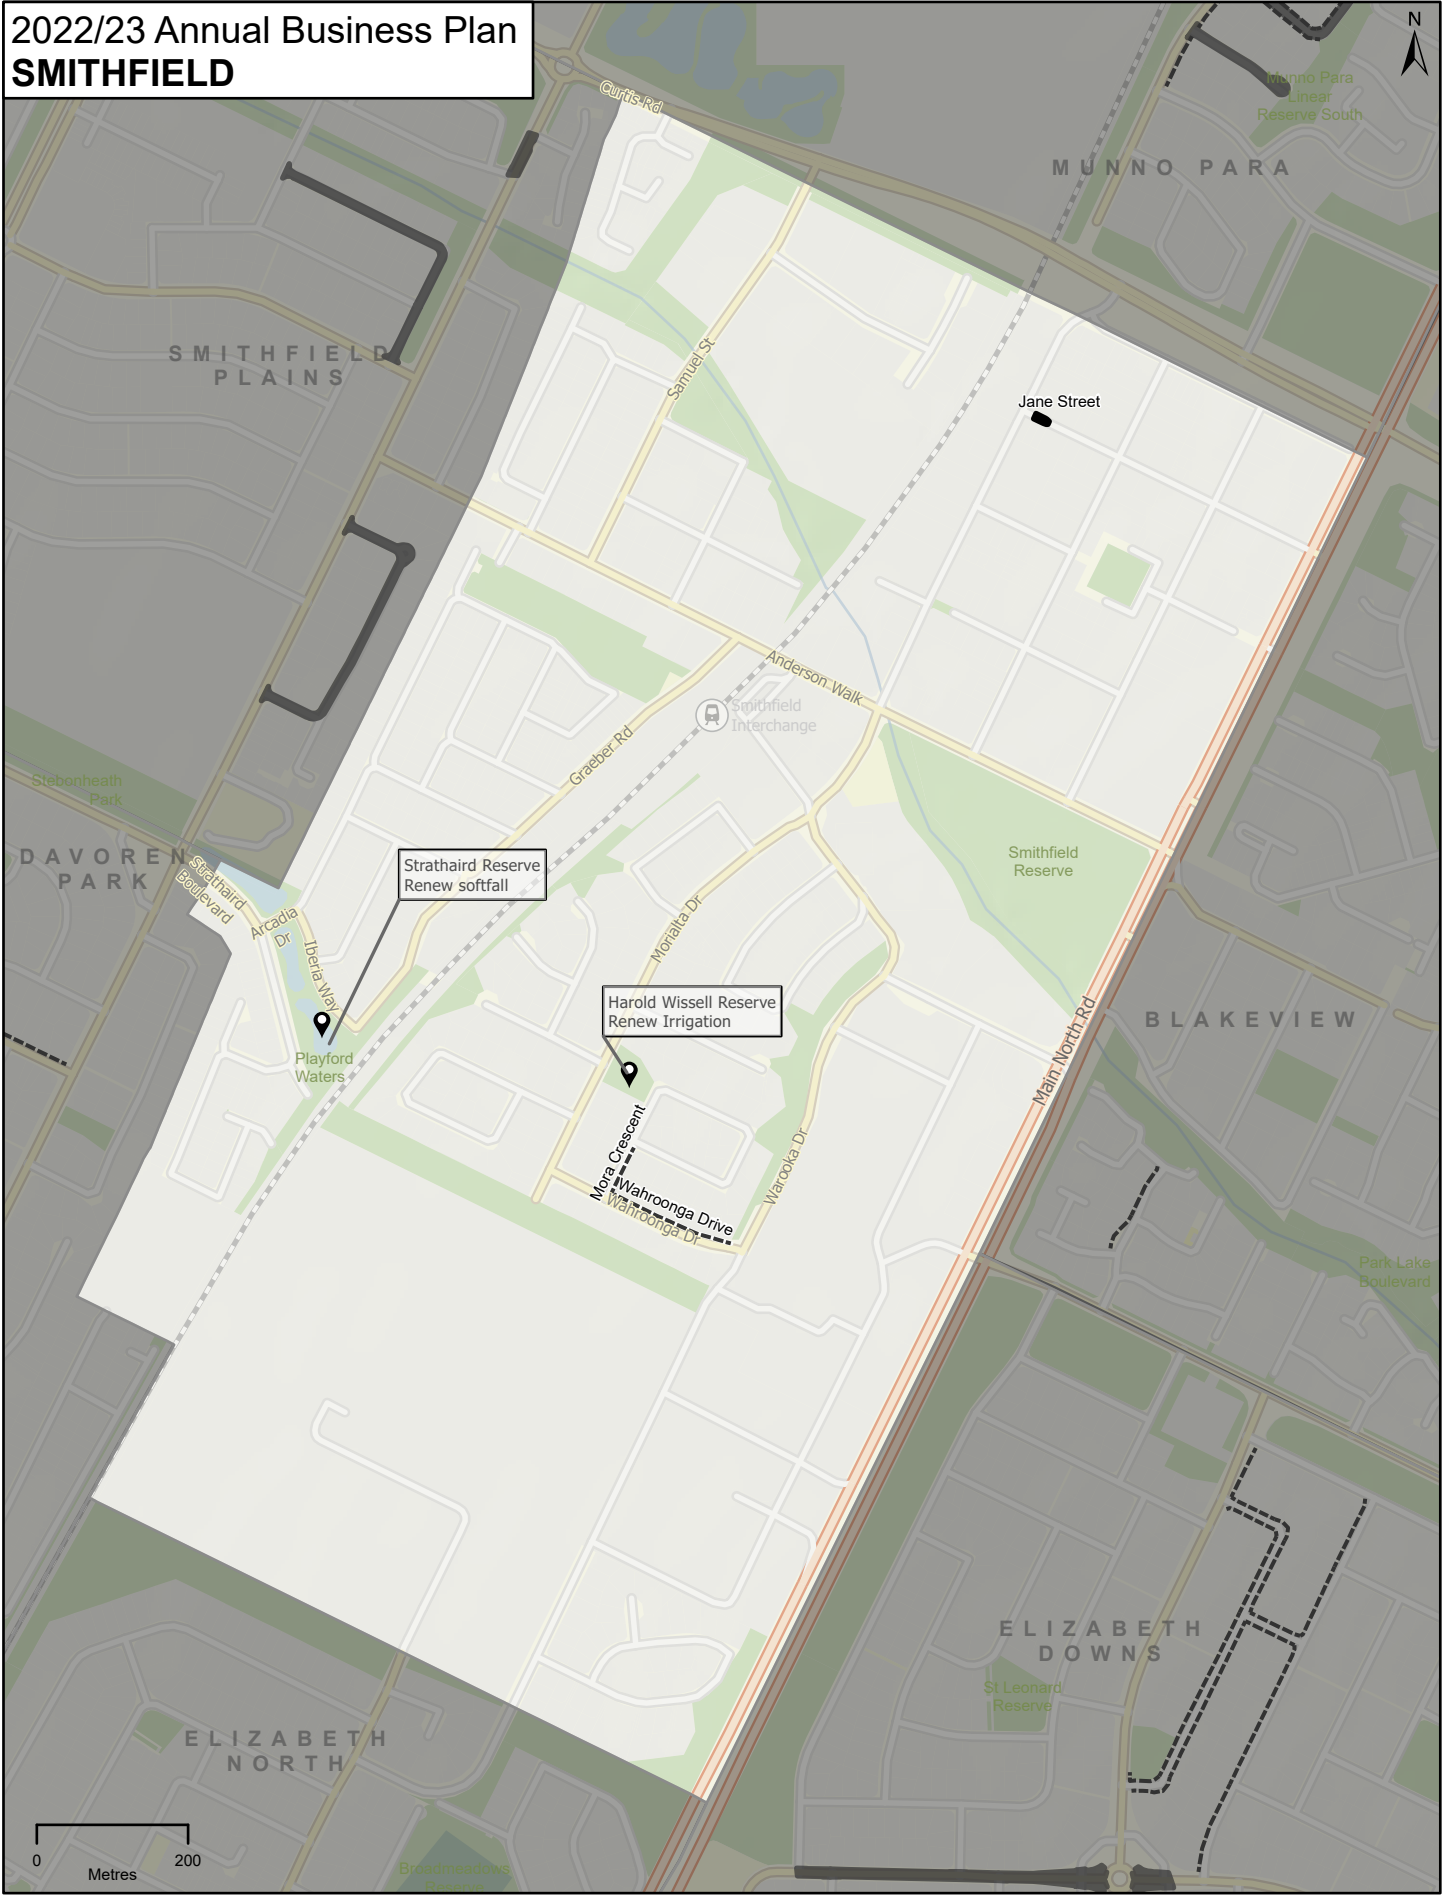 2022/23 Annual Business Plan
SMITHFIELD
N
Curtis Rd
Munno Para
Linear
Reserve South
MUNNO PARA
SMITHFIELD
PLAINS
Samuel St
Jane Street
Anderson Walk
Smithfield
Interchange
Graeber Rd
Stebonheath
Park
DAVOREN
PARK
Strathaird
Boulevard
Arcadia
Dr
Iberia Way
Strathaird Reserve
Renew softfall
Smithfield
Reserve
Morialta Dr
Harold Wissell Reserve
Renew Irrigation
Playford
Waters
Main North Rd
BLAKEVIEW
Mora Crescent
Wahroonga Drive
Wahroonga Dr
Warooka Dr
Park Lake
Boulevard
ELIZABETH
DOWNS
St Leonard
Reserve
ELIZABETH
NORTH
0
200
Metres
Broadmeadows
Reserve